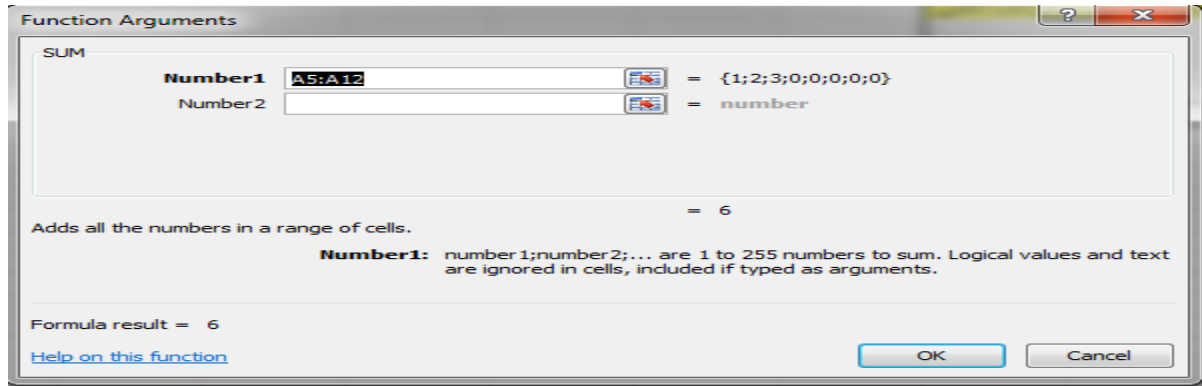 Function Arguments
SUM
Number1 A5:A12 = {1;2;3;0;0;0;0;0}
Number2 = number
= 6
Adds all the numbers in a range of cells.
Number1: number1;number2;... are 1 to 255 numbers to sum. Logical values and text
are ignored in cells, included if typed as arguments.
Formula result = 6
Help on this function OK Cancel